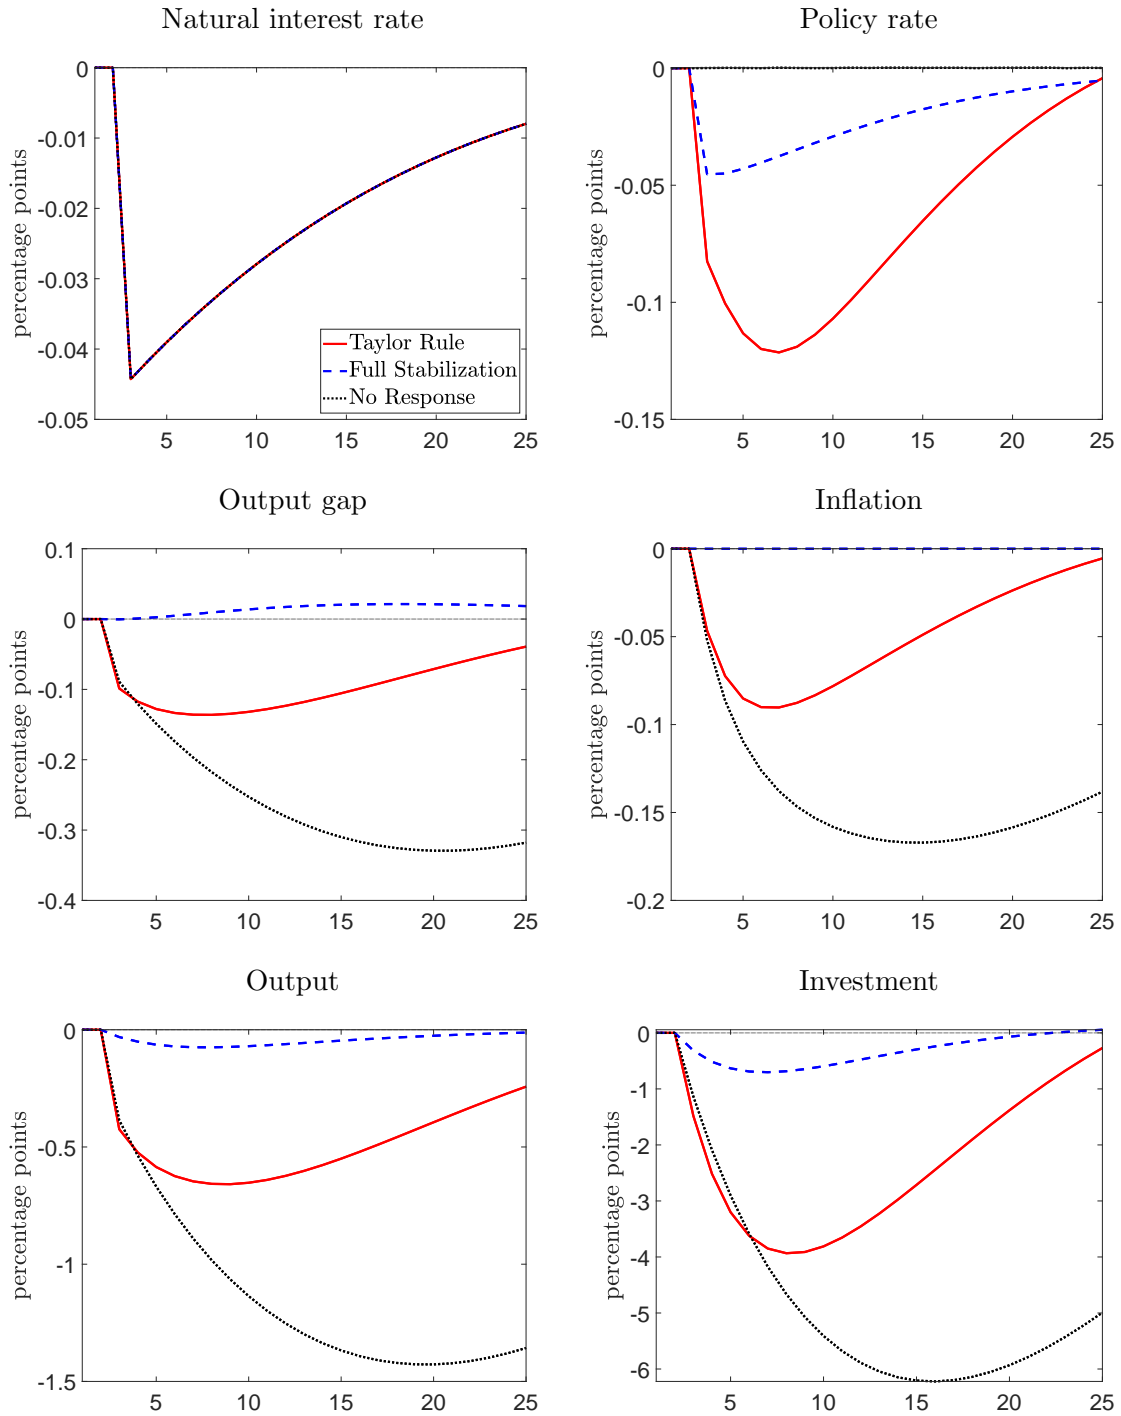 Natural interest rate
0
-0.01
-0.02
-0.03
-0.04
-0.05
percentage points
5 10 15 20 25
Taylor Rule
Full Stabilization
No Response
Policy rate
0
-0.05
-0.1
-0.15
percentage points
5 10 15 20 25
Output gap
0.1
0
-0.1
-0.2
-0.3
-0.4
percentage points
5 10 15 20 25
Inflation
0
-0.05
-0.1
-0.15
-0.2
percentage points
5 10 15 20 25
Output
0
-0.5
-1
-1.5
percentage points
5 10 15 20 25
Investment
0
-1
-2
-3
-4
-5
-6
percentage points
5 10 15 20 25